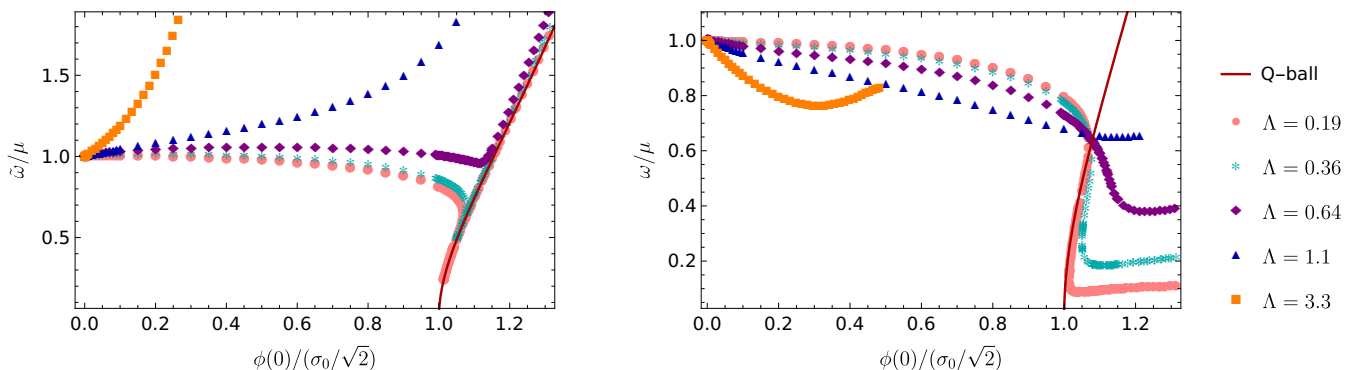 1.5
1.0
0.5
ω̃/μ
0.0 0.2 0.4 0.6 0.8 1.0 1.2
ϕ(0)/(σ₀/√2)
1.0
0.8
0.6
0.4
0.2
ω/μ
0.0 0.2 0.4 0.6 0.8 1.0 1.2
ϕ(0)/(σ₀/√2)
Q−ball
Λ = 0.19
Λ = 0.36
Λ = 0.64
Λ = 1.1
Λ = 3.3